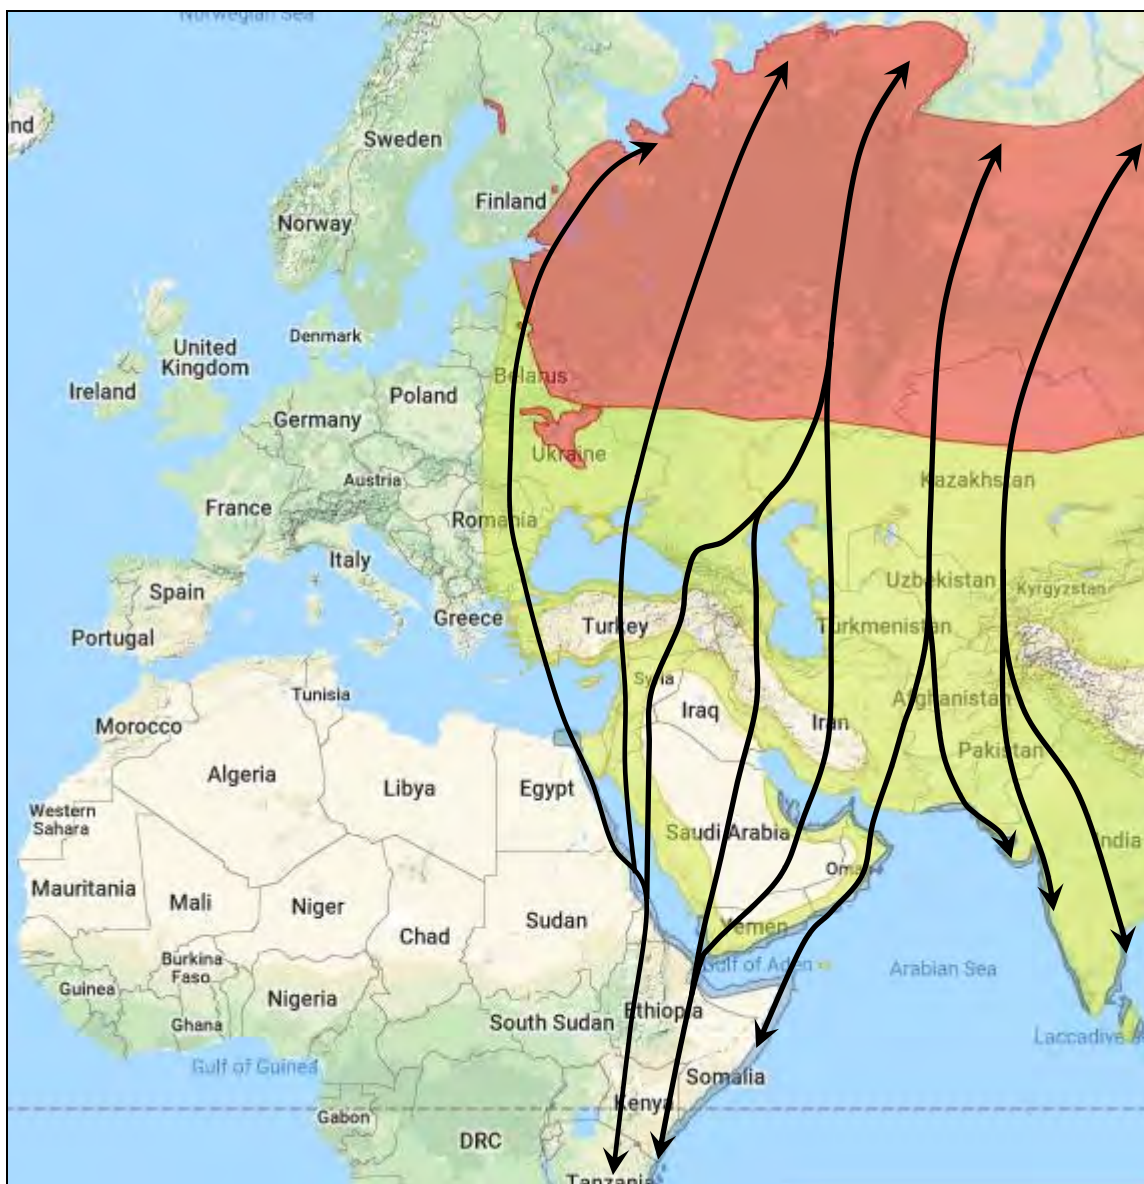 Norwegian Sea
nd
Sweden
Finland
Norway
Denmark
United
Kingdom
Ireland
Belarus
Poland
Germany
Ukraine
Austria
Kazakhstan
France
Romania
Italy
Uzbekistan
Kyrgyzstan
Spain
Greece
Turkey
Turkmenistan
Portugal
Syria
Tunisia
Afghanistan
Iraq
Iran
Morocco
Pakistan
Algeria
Libya
Egypt
Western
Sahara
Saudi Arabia
India
Oman
Mauritania
Mali
Niger
Sudan
Chad
Yemen
Burkina
Faso
Gulf of Aden
Arabian Sea
Guinea
Nigeria
Ethiopia
Ghana
South Sudan
Laccadive
Gulf of Guinea
Somalia
Kenya
Gabon
DRC
Tanzania